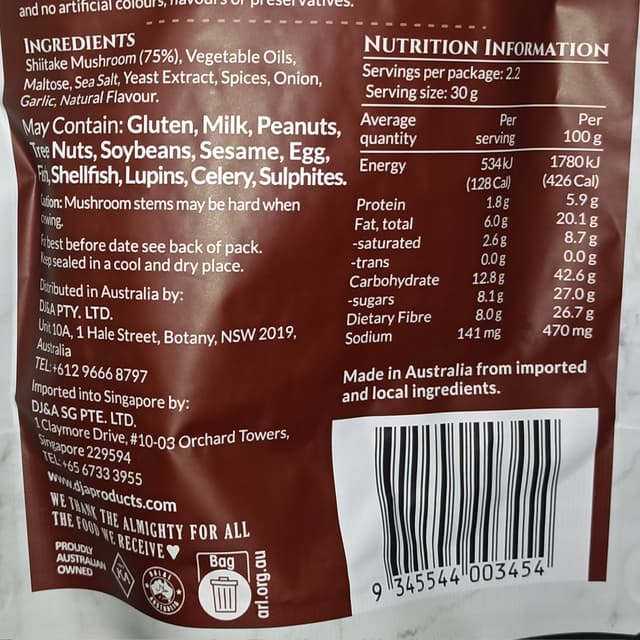 and no artificial colours, flavours or preservatives.
INGREDIENTS
Shiitake Mushroom (75%), Vegetable Oils,
Maltose, Sea Salt, Yeast Extract, Spices, Onion,
Garlic, Natural Flavour.
May Contain: Gluten, Milk, Peanuts,
Tree Nuts, Soybeans, Sesame, Egg,
Fish, Shellfish, Lupins, Celery, Sulphites.
Caution: Mushroom stems may be hard when
chewing.
For best before date see back of pack.
Keep sealed in a cool and dry place.
Distributed in Australia by:
DJ&A PTY. LTD.
Unit 10A, 1 Hale Street, Botany, NSW 2019,
Australia
TEL:+612 9666 8797
Imported into Singapore by:
DJ&A SG PTE. LTD.
1 Claymore Drive, #10-03 Orchard Towers,
Singapore 229594
TEL: +65 6733 3955
www.djaproducts.com
WE THANK THE ALMIGHTY FOR ALL
THE FOOD WE RECEIVE
PROUDLY
AUSTRALIAN
OWNED
HALAL
AUSTRALIA
Bag
arl.org.au
NUTRITION INFORMATION
Servings per package: 2.2
Serving size: 30 g
Average quantity Per serving Per 100 g
Energy 534 kJ 1780 kJ
(128 Cal) (426 Cal)
Protein 1.8 g 5.9 g
Fat, total 6.0 g 20.1 g
-saturated 2.6 g 8.7 g
-trans 0.0 g 0.0 g
Carbohydrate 12.8 g 42.6 g
-sugars 8.1 g 27.0 g
Dietary Fibre 8.0 g 26.7 g
Sodium 141 mg 470 mg
Made in Australia from imported
and local ingredients.
9 345544 003454